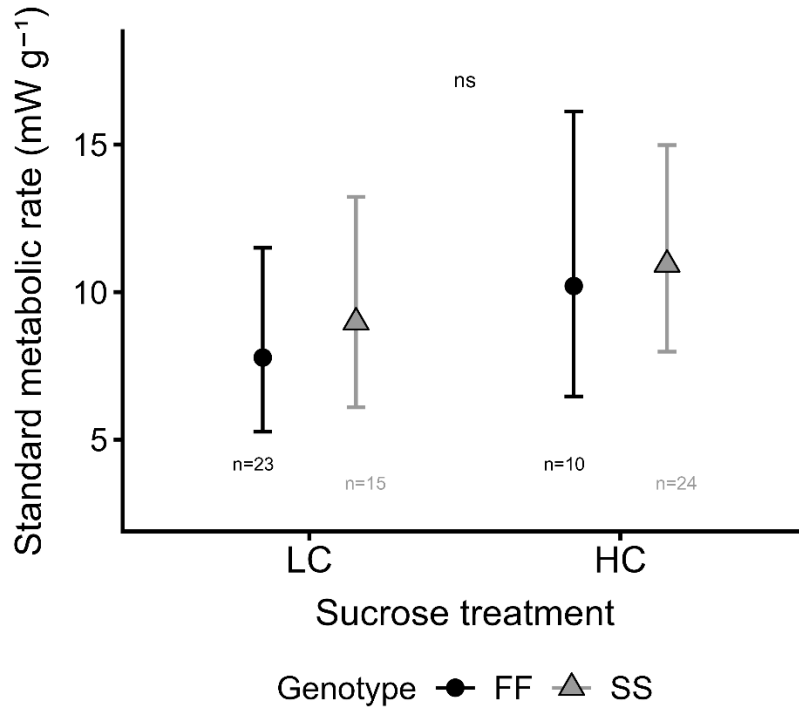 Standard metabolic rate (mW g⁻¹)
ns
15
10
5
n=23
n=15
n=10
n=24
LC
HC
Sucrose treatment
Genotype FF SS